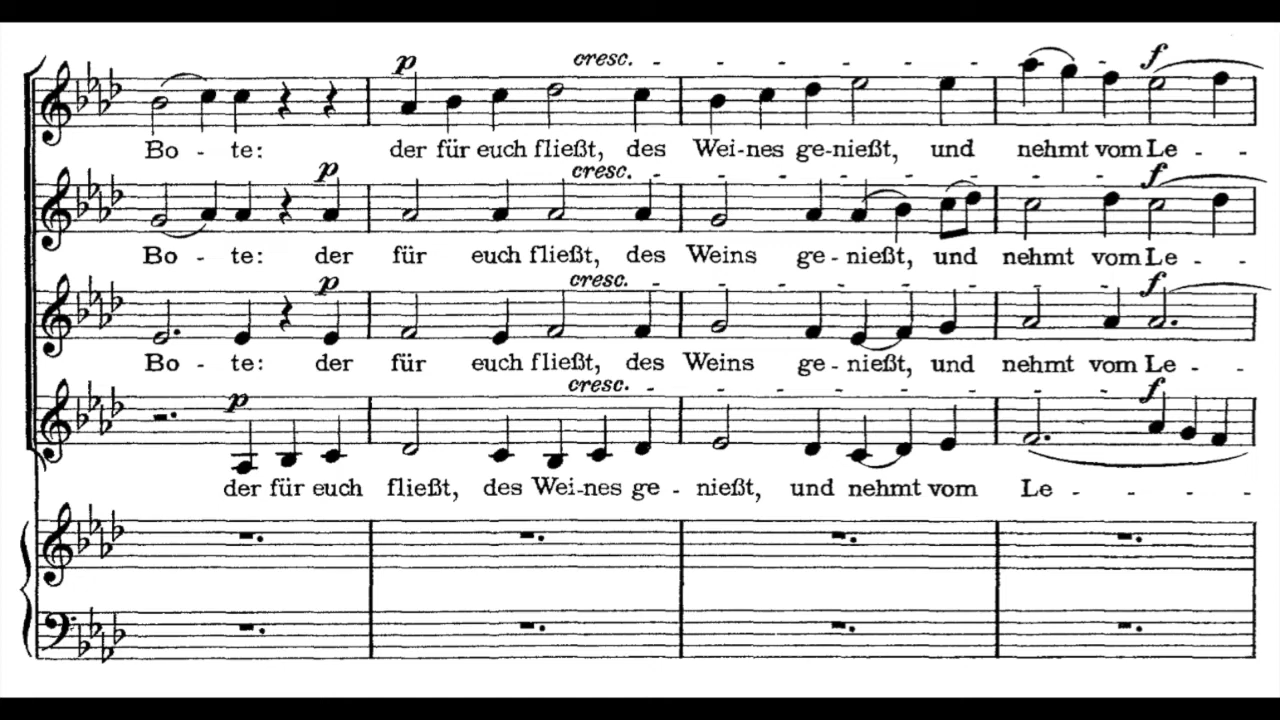 p cresc. - - - - - - f
Bo - te: der für euch fließt, des Wei-nes ge-nießt, und nehmt vom Le - - -
p cresc. - - - - - - - f
Bo - te: der für euch fließt, des Weins ge - nießt, und nehmt vom Le - - -
p cresc. - - - - - - - f
Bo - te: der für euch fließt, des Weins ge - nießt, und nehmt vom Le - - -
p cresc. - - - - - - - f
der für euch fließt, des Wei-nes ge - nießt, und nehmt vom Le - - - -